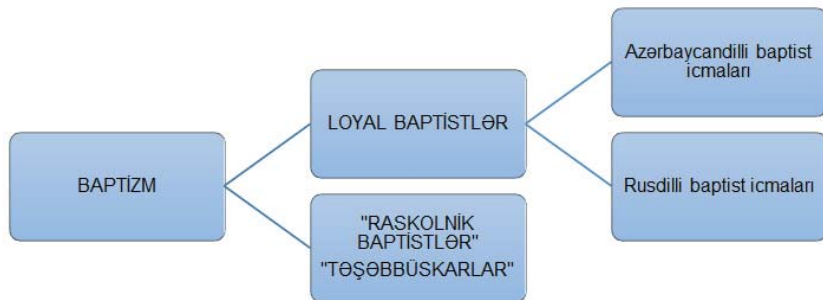 BAPTİZM
LOYAL BAPTİSTLƏR
"RASKOLNİK
BAPTİSTLƏR"
"TƏŞƏBBÜSKARLAR"
Azərbaycandilli baptist
icmaları
Rusdilli baptist icmaları